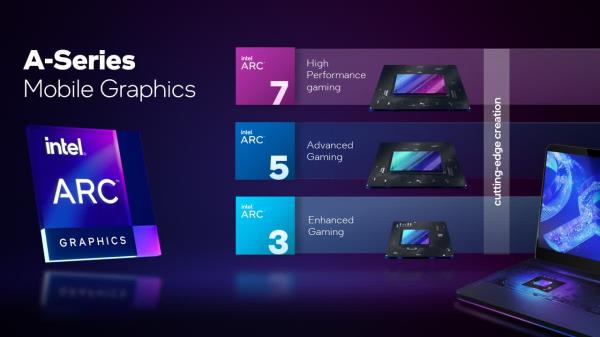 A-Series
Mobile Graphics
intel.
ARC™
GRAPHICS
intel
ARC
7
High
Performance
gaming
intel
ARC
5
Advanced
Gaming
intel
ARC
3
Enhanced
Gaming
cutting-edge creation